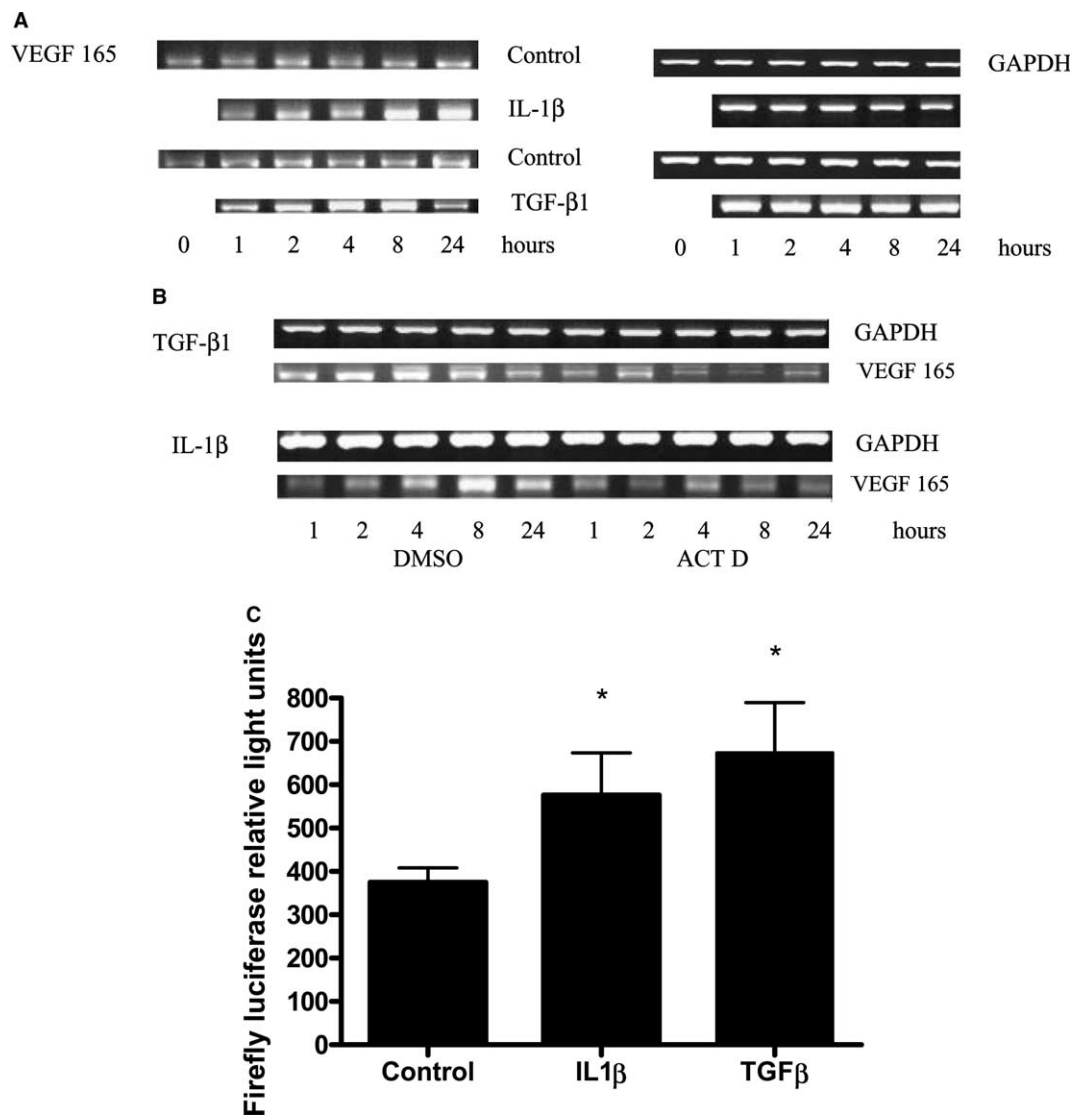 A
VEGF 165
Control
GAPDH
IL-1β
Control
TGF-β1
0 1 2 4 8 24 hours
0 1 2 4 8 24 hours
B
TGF-β1
GAPDH
VEGF 165
IL-1β
GAPDH
VEGF 165
1 2 4 8 24 1 2 4 8 24 hours
DMSO ACT D
C
Firefly luciferase relative light units
* *
800
700
600
500
400
300
200
100
0
Control IL1β TGFβ